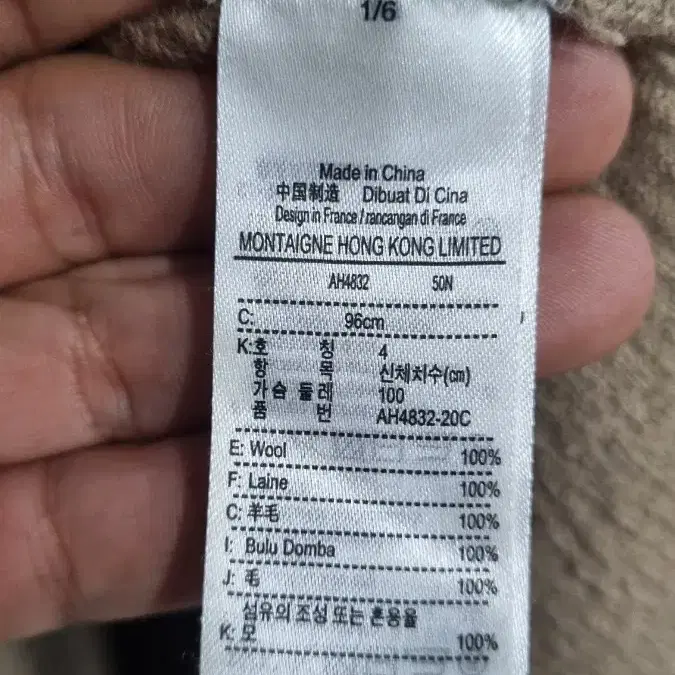 1/6
Made in China
中国制造 Dibuat Di Cina
Design in France / rancangan di France
MONTAIGNE HONG KONG LIMITED
AH4832 50N
C: 96cm
K:호 칭 4
항 목 신체치수(cm)
가슴 둘레 100
품 번 AH4832-20C
E: Wool 100%
F: Laine 100%
C: 羊毛 100%
I: Bulu Domba 100%
J: 毛 100%
섬유의 조성 또는 혼용율
K: 모 100%